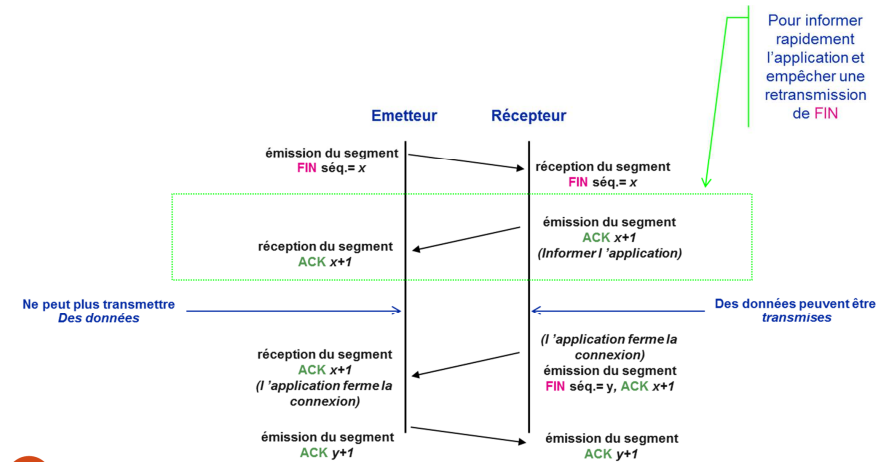 Pour informer
rapidement
l'application et
empêcher une
retransmission
de FIN
Emetteur
Récepteur
émission du segment
FIN séq.= x
réception du segment
FIN séq.= x
émission du segment
ACK x+1
(Informer l 'application)
réception du segment
ACK x+1
Ne peut plus transmettre
Des données
Des données peuvent être
transmises
(l 'application ferme la
connexion)
émission du segment
FIN séq.= y, ACK x+1
réception du segment
ACK x+1
(l 'application ferme la
connexion)
émission du segment
ACK y+1
émission du segment
ACK y+1